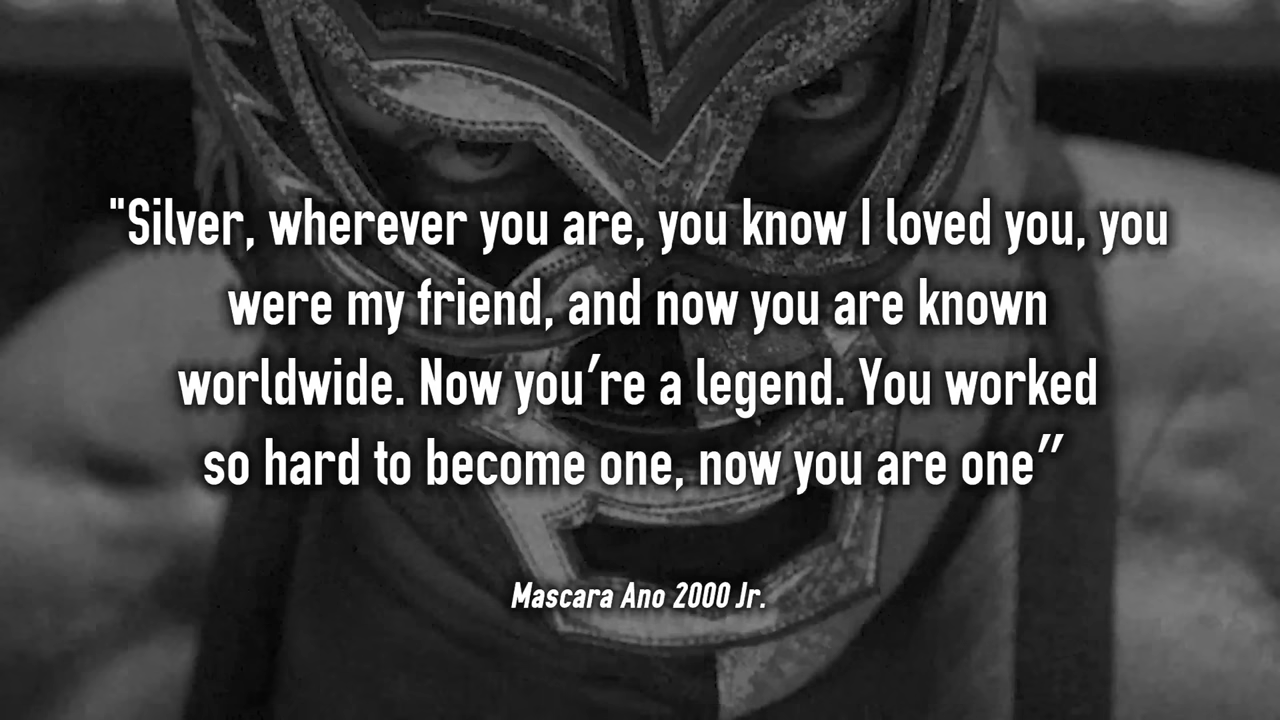 "Silver, wherever you are, you know I loved you, you
were my friend, and now you are known
worldwide. Now you′re a legend. You worked
so hard to become one, now you are one″
Mascara Ano 2000 Jr.